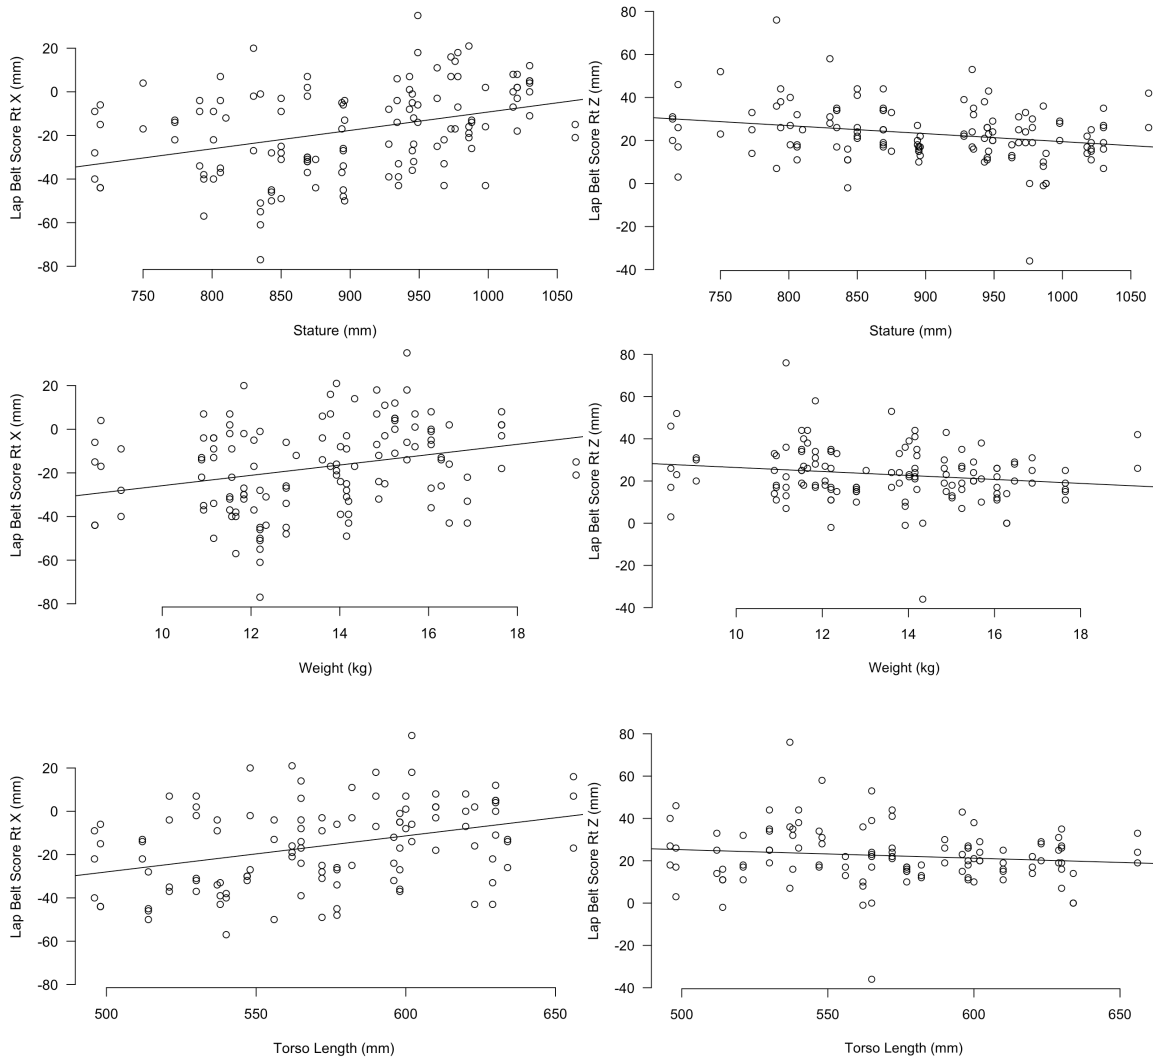 Lap Belt Score Rt X (mm)
20
0
-20
-40
-60
-80
750 800 850 900 950 1000 1050
Stature (mm)
Lap Belt Score Rt Z (mm)
80
60
40
20
0
-20
-40
750 800 850 900 950 1000 1050
Stature (mm)
Lap Belt Score Rt X (mm)
20
0
-20
-40
-60
-80
10 12 14 16 18
Weight (kg)
Lap Belt Score Rt Z (mm)
80
60
40
20
0
-20
-40
10 12 14 16 18
Weight (kg)
Lap Belt Score Rt X (mm)
20
0
-20
-40
-60
-80
500 550 600 650
Torso Length (mm)
Lap Belt Score Rt Z (mm)
80
60
40
20
0
-20
-40
500 550 600 650
Torso Length (mm)